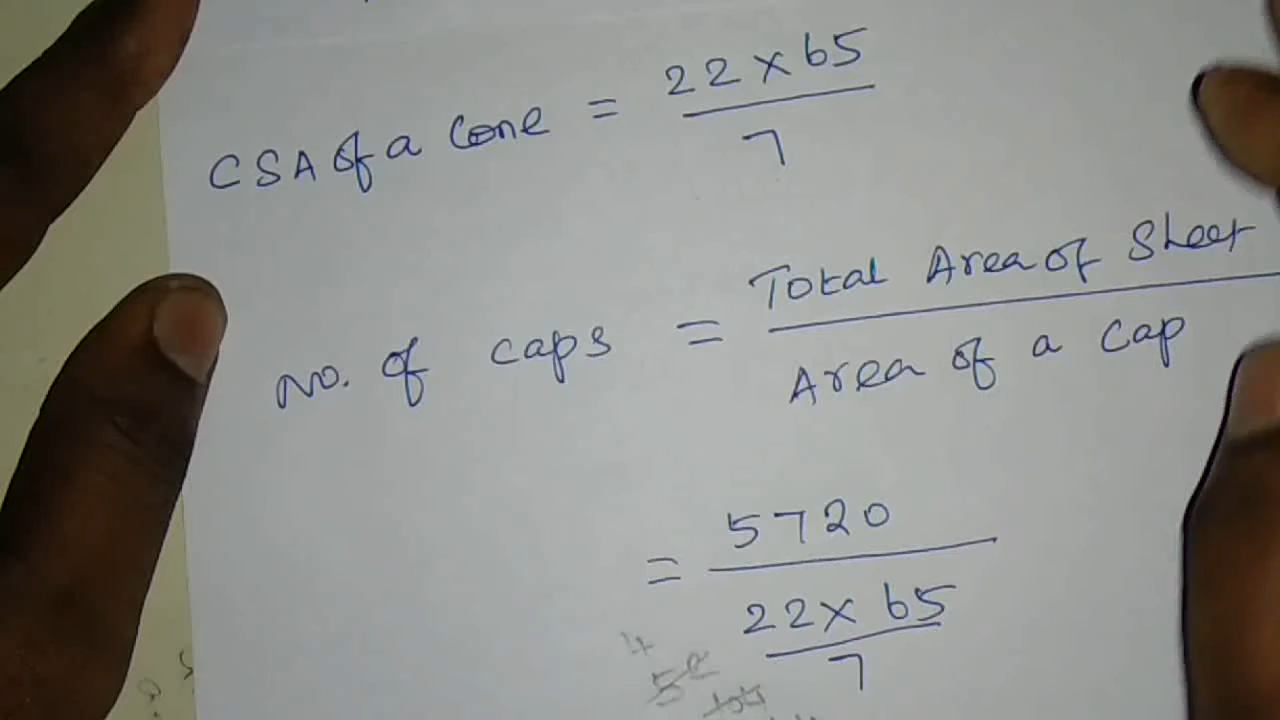 CSA of a Cone = 22 × 65
7
No. of caps = Total Area of Sheet
Area of a cap
= 5720
22 × 65
7